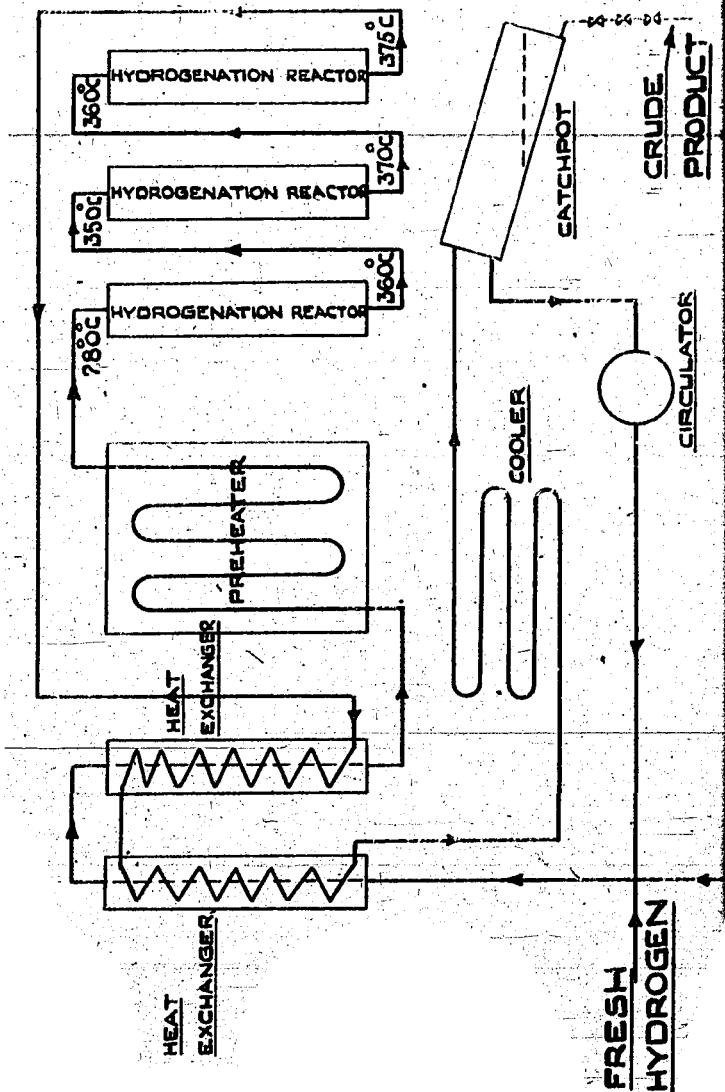 375°C
HYDROGENATION REACTOR
360°C
370°C
HYDROGENATION REACTOR
350°C
360°C
HYDROGENATION REACTOR
PREHEATER
HEAT
EXCHANGER
HEAT
EXCHANGER
COOLER
CATCHPOT
CRUDE
PRODUCT
CIRCULATOR
FRESH
HYDROGEN